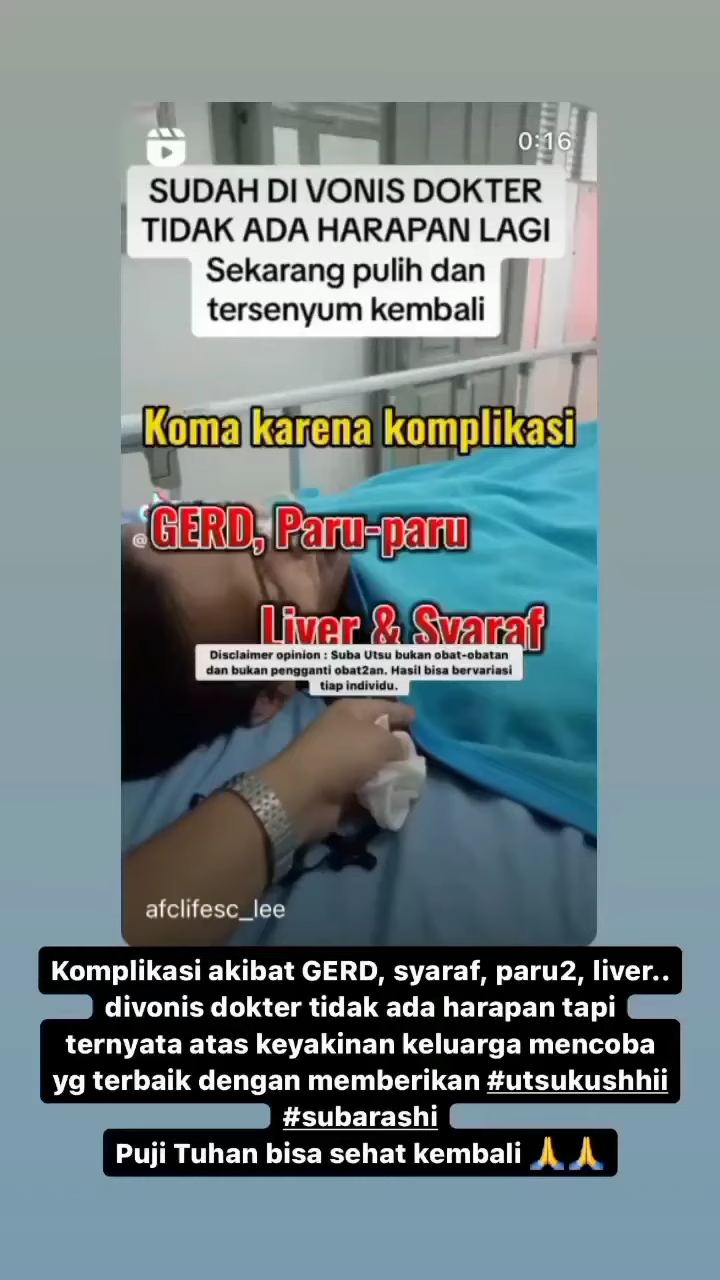 0:16
SUDAH DI VONIS DOKTER
TIDAK ADA HARAPAN LAGI
Sekarang pulih dan
tersenyum kembali
Koma karena komplikasi
@
GERD, Paru-paru
Liver & Syaraf
Disclaimer opinion : Suba Utsu bukan obat-obatan
dan bukan pengganti obat2an. Hasil bisa bervariasi
tiap individu.
afclifesc_lee
Komplikasi akibat GERD, syaraf, paru2, liver..
divonis dokter tidak ada harapan tapi
ternyata atas keyakinan keluarga mencoba
yg terbaik dengan memberikan #utsukushhii
#subarashi
Puji Tuhan bisa sehat kembali 🙏🙏